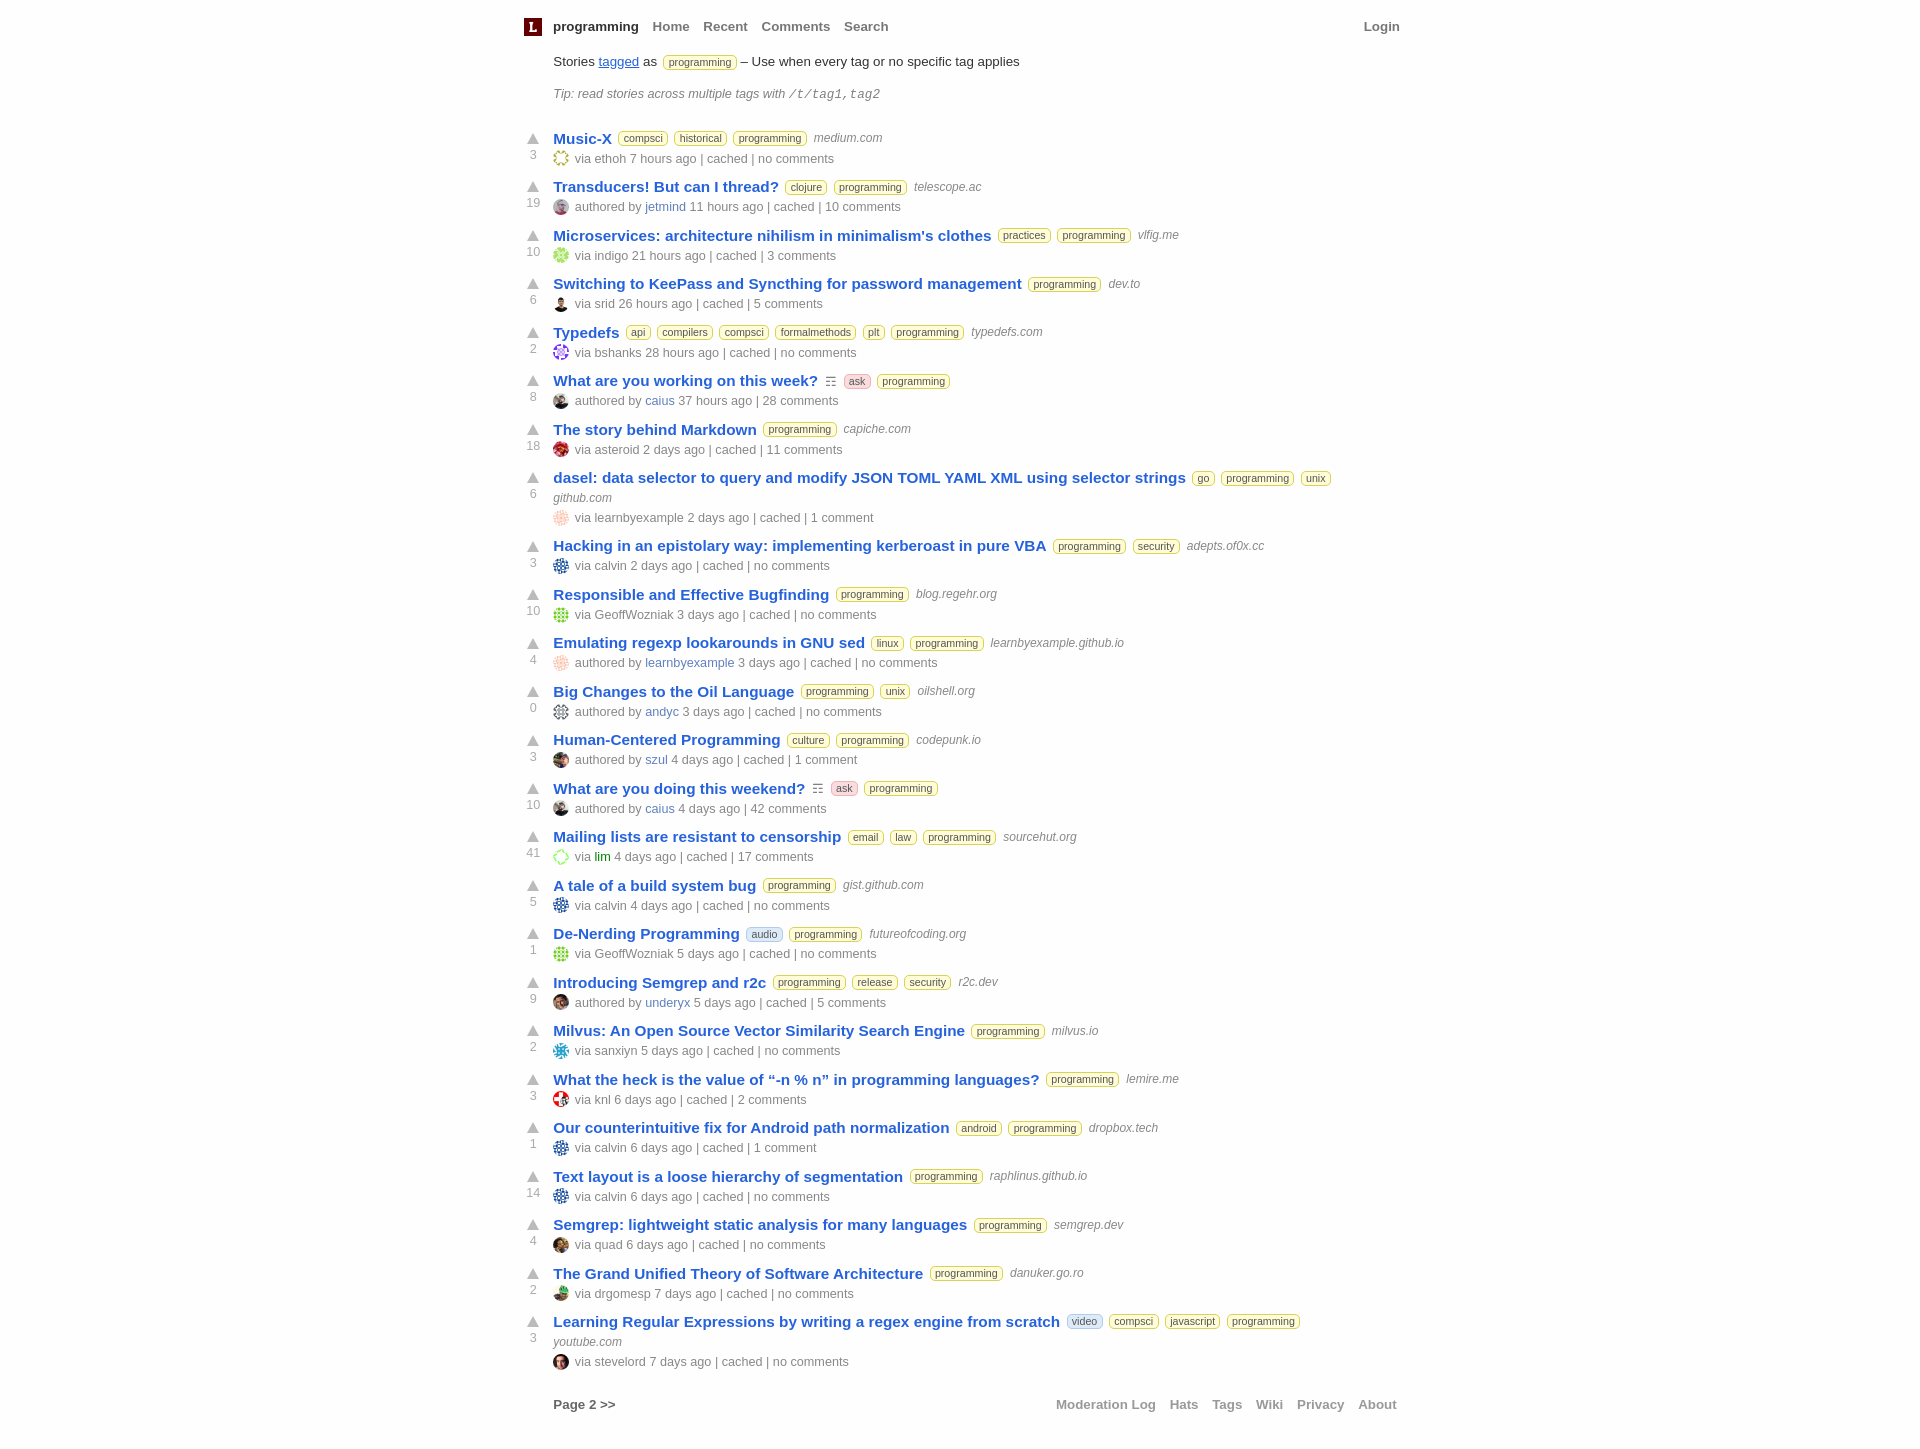 L programming Home Recent Comments Search Login
Stories tagged as programming – Use when every tag or no specific tag applies
Tip: read stories across multiple tags with /t/tag1,tag2
Music-X compsci historical programming medium.com
3 via ethoh 7 hours ago | cached | no comments
Transducers! But can I thread? clojure programming telescope.ac
19 authored by jetmind 11 hours ago | cached | 10 comments
Microservices: architecture nihilism in minimalism's clothes practices programming vlfig.me
10 via indigo 21 hours ago | cached | 3 comments
Switching to KeePass and Syncthing for password management programming dev.to
6 via srid 26 hours ago | cached | 5 comments
Typedefs api compilers compsci formalmethods plt programming typedefs.com
2 via bshanks 28 hours ago | cached | no comments
What are you working on this week? ☶ ask programming
8 authored by caius 37 hours ago | 28 comments
The story behind Markdown programming capiche.com
18 via asteroid 2 days ago | cached | 11 comments
dasel: data selector to query and modify JSON TOML YAML XML using selector strings go programming unix
6 github.com
via learnbyexample 2 days ago | cached | 1 comment
Hacking in an epistolary way: implementing kerberoast in pure VBA programming security adepts.of0x.cc
3 via calvin 2 days ago | cached | no comments
Responsible and Effective Bugfinding programming blog.regehr.org
10 via GeoffWozniak 3 days ago | cached | no comments
Emulating regexp lookarounds in GNU sed linux programming learnbyexample.github.io
4 authored by learnbyexample 3 days ago | cached | no comments
Big Changes to the Oil Language programming unix oilshell.org
0 authored by andyc 3 days ago | cached | no comments
Human-Centered Programming culture programming codepunk.io
3 authored by szul 4 days ago | cached | 1 comment
What are you doing this weekend? ☶ ask programming
10 authored by caius 4 days ago | 42 comments
Mailing lists are resistant to censorship email law programming sourcehut.org
41 via lim 4 days ago | cached | 17 comments
A tale of a build system bug programming gist.github.com
5 via calvin 4 days ago | cached | no comments
De-Nerding Programming audio programming futureofcoding.org
1 via GeoffWozniak 5 days ago | cached | no comments
Introducing Semgrep and r2c programming release security r2c.dev
9 authored by underyx 5 days ago | cached | 5 comments
Milvus: An Open Source Vector Similarity Search Engine programming milvus.io
2 via sanxiyn 5 days ago | cached | no comments
What the heck is the value of “-n % n” in programming languages? programming lemire.me
3 via knl 6 days ago | cached | 2 comments
Our counterintuitive fix for Android path normalization android programming dropbox.tech
1 via calvin 6 days ago | cached | 1 comment
Text layout is a loose hierarchy of segmentation programming raphlinus.github.io
14 via calvin 6 days ago | cached | no comments
Semgrep: lightweight static analysis for many languages programming semgrep.dev
4 via quad 6 days ago | cached | no comments
The Grand Unified Theory of Software Architecture programming danuker.go.ro
2 via drgomesp 7 days ago | cached | no comments
Learning Regular Expressions by writing a regex engine from scratch video compsci javascript programming
3 youtube.com
via stevelord 7 days ago | cached | no comments
Page 2 >> Moderation Log Hats Tags Wiki Privacy About